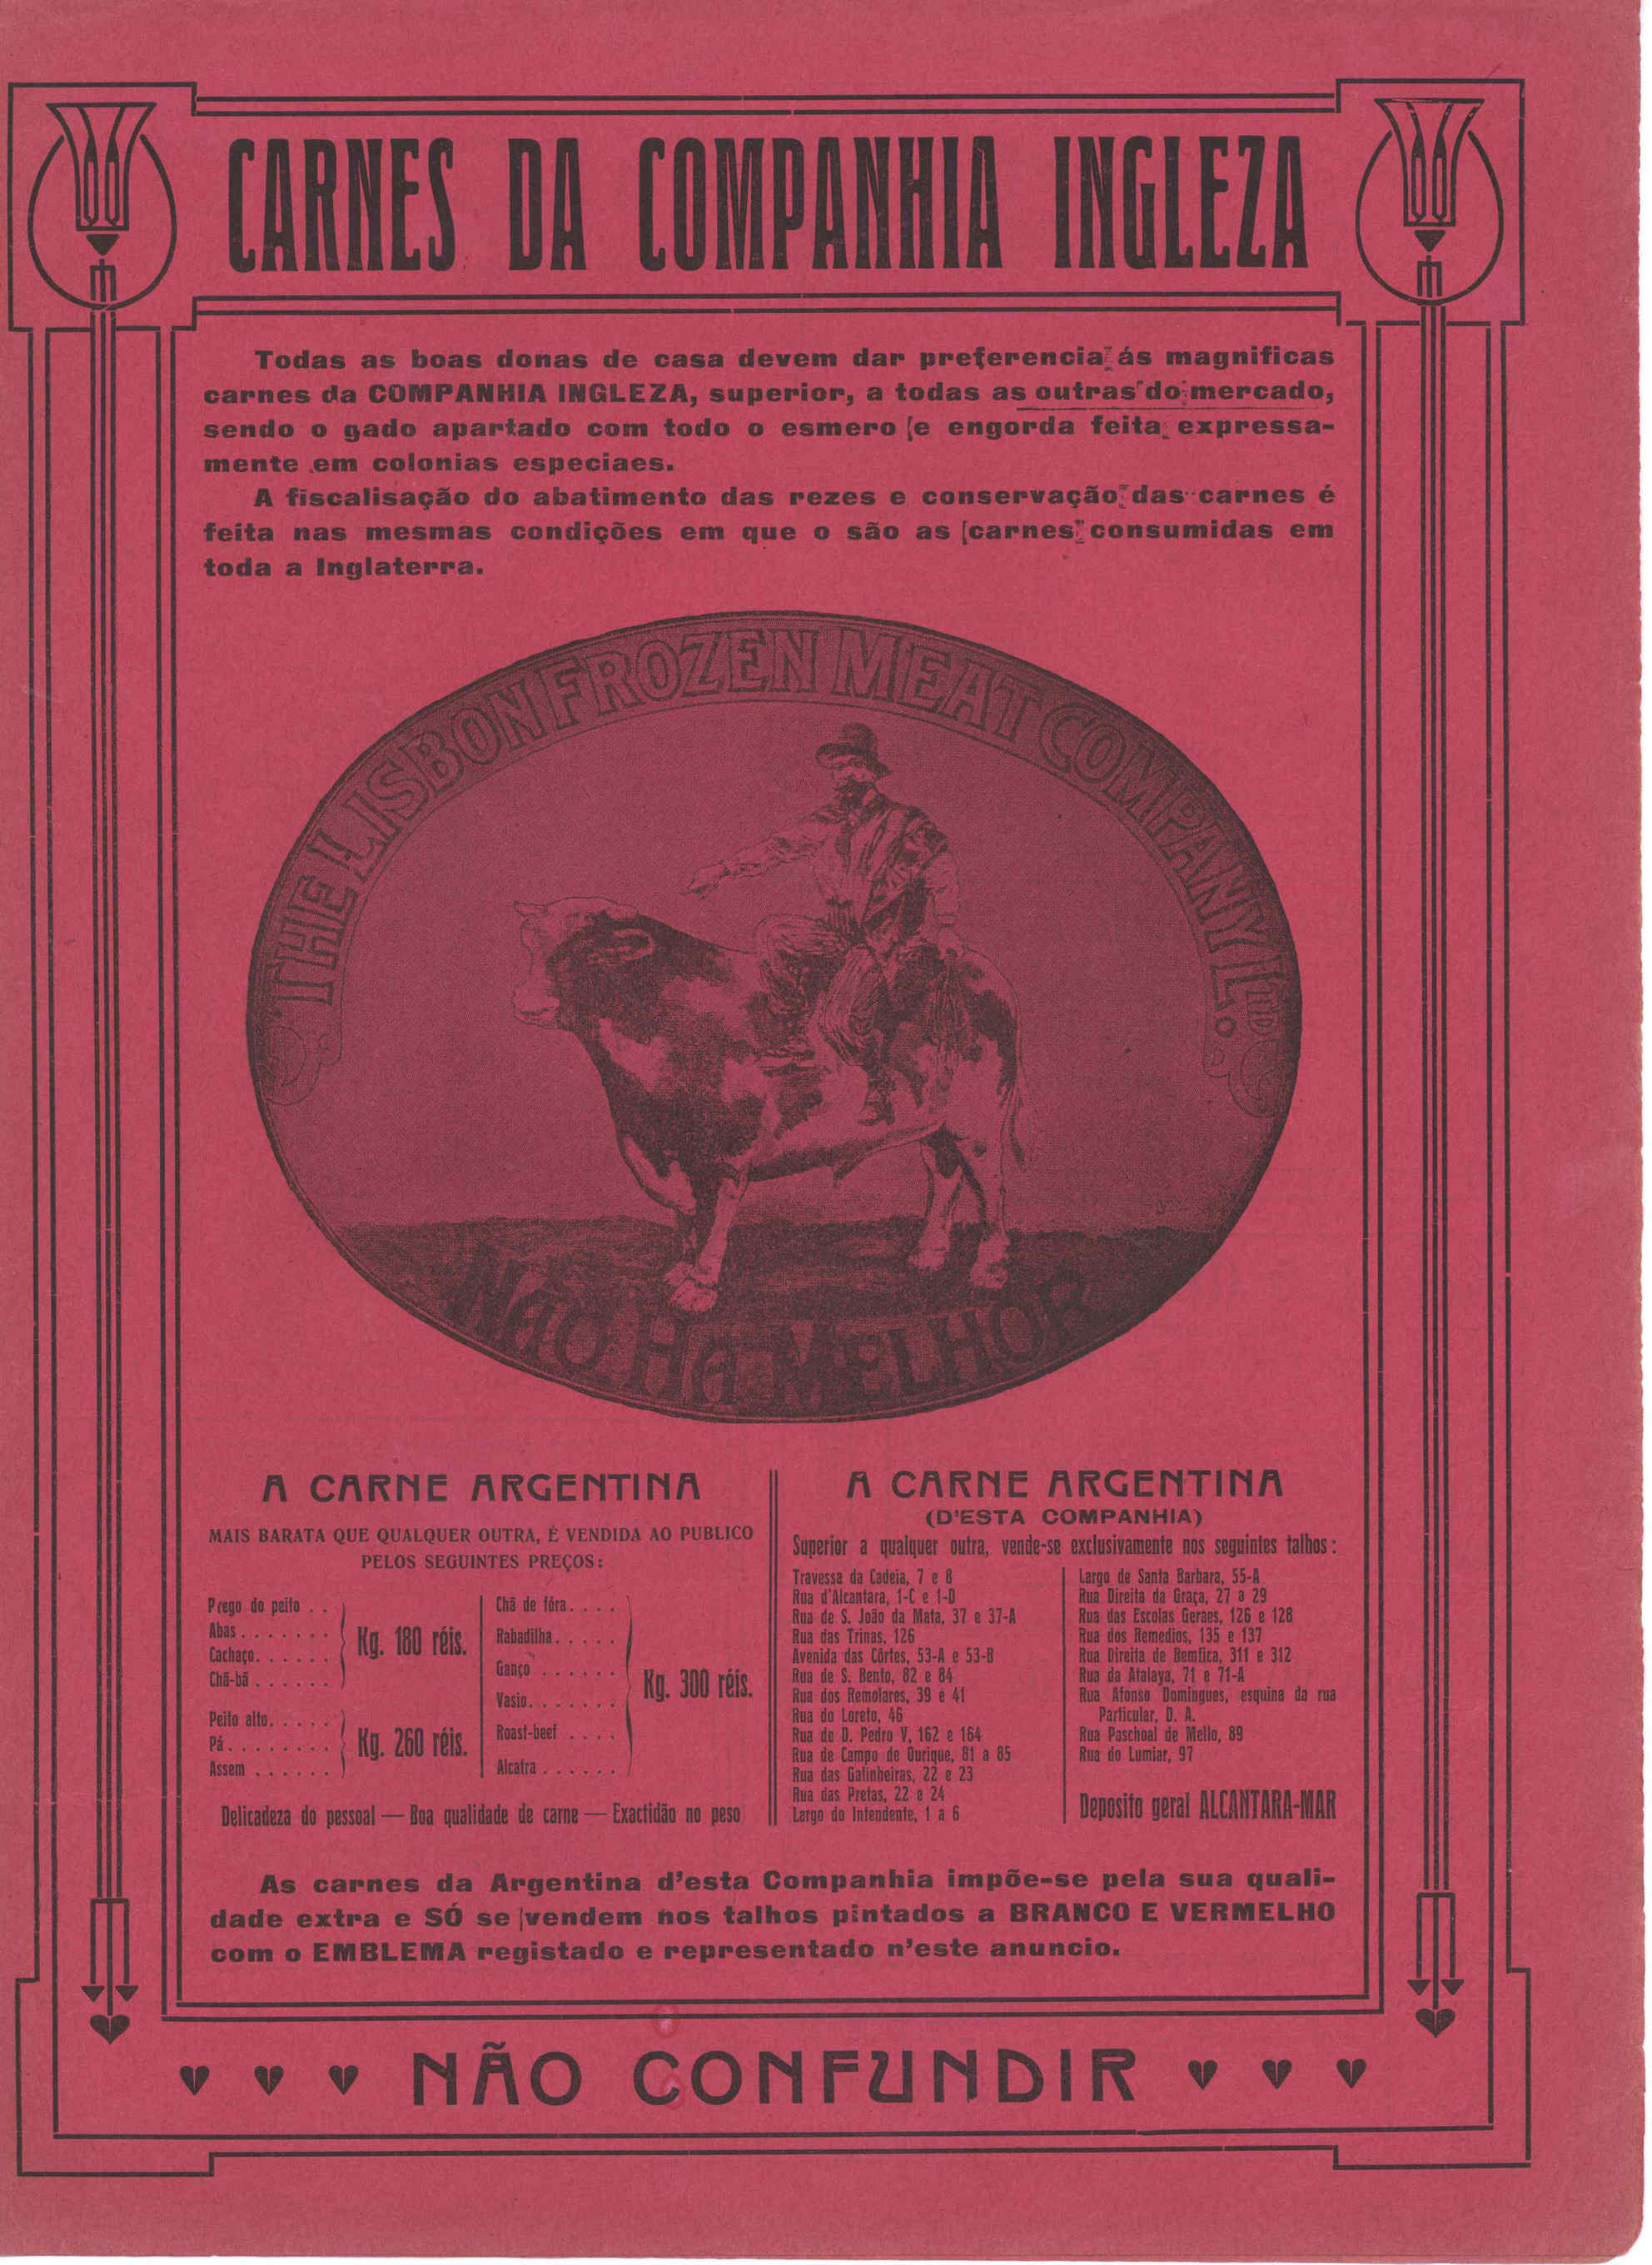 CARNES DA COMPANHIA INGLEZA
Todas as boas donas de casa devem dar preferencia ás magnificas
carnes da COMPANHIA INGLEZA, superior, a todas as outras do mercado,
sendo o gado apartado com todo o esmero e engorda feita expressa-
mente em colonias especiaes.
A fiscalisação do abatimento das rezes e conservação das carnes é
feita nas mesmas condições em que o são as carnes consumidas em
toda a Inglaterra.
THE LISBON FROZEN MEAT COMPANY LTD
NÃO HA MELHOR
A CARNE ARGENTINA
MAIS BARATA QUE QUALQUER OUTRA, É VENDIDA AO PUBLICO
PELOS SEGUINTES PREÇOS:
Prego do peito . .
Abas . . . . . . .
Cachaço. . . . . .
Chã-bã . . . . . .
Kg. 180 réis.
Peito alto. . . . .
Pá. . . . . . . . .
Assem . . . . . .
Kg. 260 réis.
Chã de fóra. . . .
Rabadilha. . . . .
Ganço . . . . . .
Vasio. . . . . . .
Roast-beef . . . .
Alcatra . . . . . .
Kg. 300 réis.
Delicadeza do pessoal — Boa qualidade de carne — Exactidão no peso
A CARNE ARGENTINA
(D'ESTA COMPANHIA)
Superior a qualquer outra, vende-se exclusivamente nos seguintes talhos:
Travessa da Cadeia, 7 e 8
Rua d'Alcantara, 1-C e 1-D
Rua de S. João da Mata, 37 e 37-A
Rua das Trinas, 126
Avenida das Côrtes, 53-A e 53-B
Rua de S. Bento, 82 e 84
Rua dos Remolares, 39 e 41
Rua do Loreto, 46
Rua de D. Pedro V, 162 e 164
Rua de Campo de Ourique, 81 a 85
Rua das Galinheiras, 22 e 23
Rua das Pretas, 22 e 24
Largo do Intendente, 1 a 6
Largo de Santa Barbara, 55-A
Rua Direita da Graça, 27 a 29
Rua das Escolas Geraes, 126 e 128
Rua dos Remedios, 135 e 137
Rua Direita de Bemfica, 311 e 312
Rua da Atalaya, 71 e 71-A
Rua Afonso Domingues, esquina da rua
Particular, D. A.
Rua Paschoal de Mello, 89
Rua do Lumiar, 97
Deposito geral ALCANTARA-MAR
As carnes da Argentina d'esta Companhia impõe-se pela sua quali-
dade extra e SÓ se vendem nos talhos pintados a BRANCO E VERMELHO
com o EMBLEMA registado e representado n'este anuncio.
NÃO CONFUNDIR